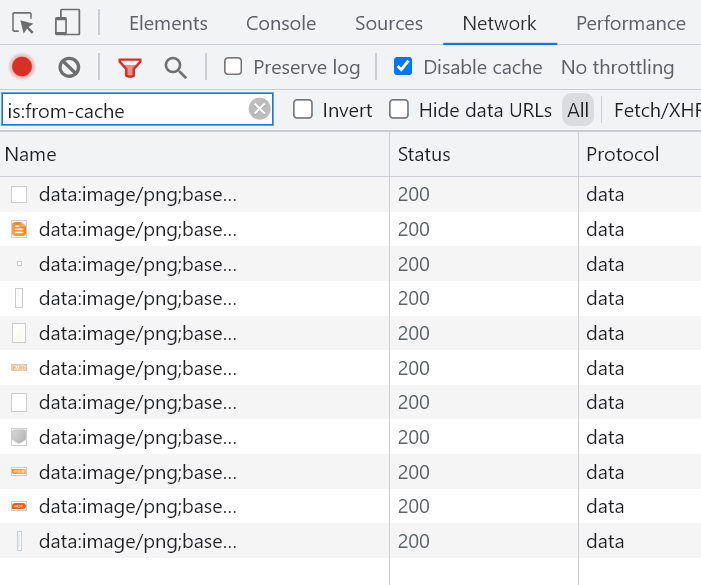 Elements Console Sources Network Performance
Preserve log Disable cache No throttling
is:from-cache Invert Hide data URLs All Fetch/XHR
Name Status Protocol
data:image/png;base... 200 data
data:image/png;base... 200 data
data:image/png;base... 200 data
data:image/png;base... 200 data
data:image/png;base... 200 data
data:image/png;base... 200 data
data:image/png;base... 200 data
data:image/png;base... 200 data
data:image/png;base... 200 data
data:image/png;base... 200 data
data:image/png;base... 200 data